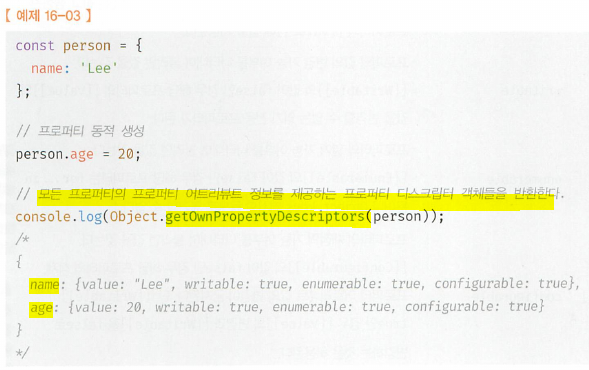 【 예제 16-03 】
const person = {
  name: 'Lee'
};
// 프로퍼티 동적 생성
person.age = 20;
// 모든 프로퍼티의 프로퍼티 어트리뷰트 정보를 제공하는 프로퍼티 디스크립터 객체들을 반환한다.
console.log(Object.getOwnPropertyDescriptors(person));
/*
{
  name: {value: "Lee", writable: true, enumerable: true, configurable: true},
  age: {value: 20, writable: true, enumerable: true, configurable: true}
}
*/